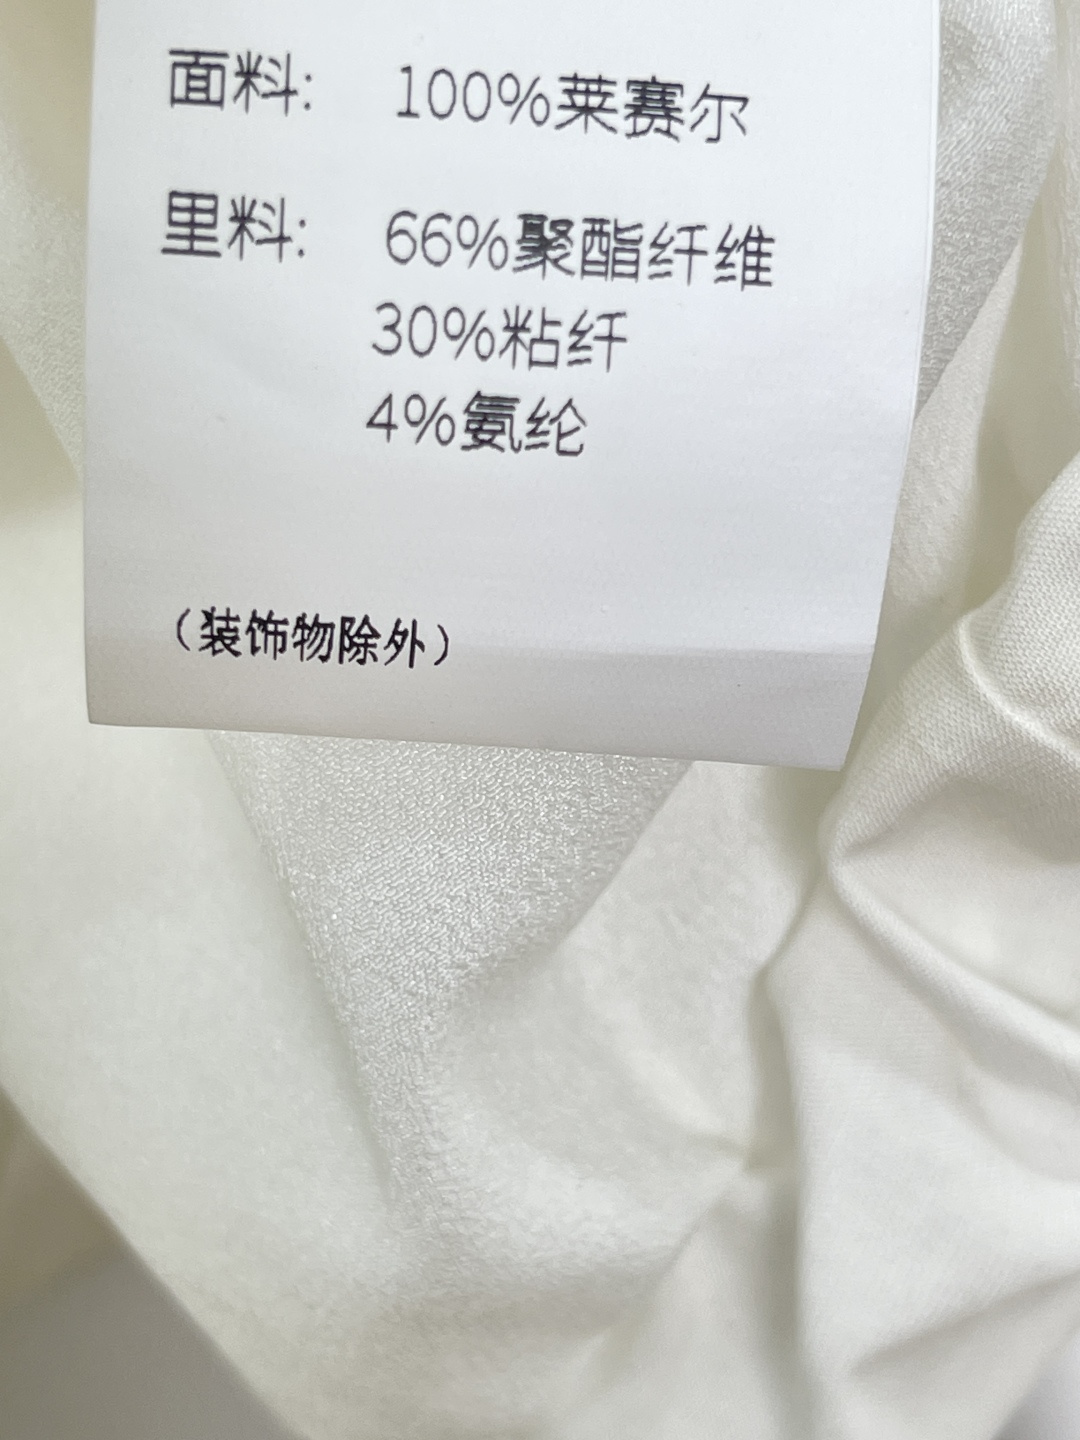 面料: 100%莱赛尔
里料: 66%聚酯纤维
30%粘纤
4%氨纶
（装饰物除外）